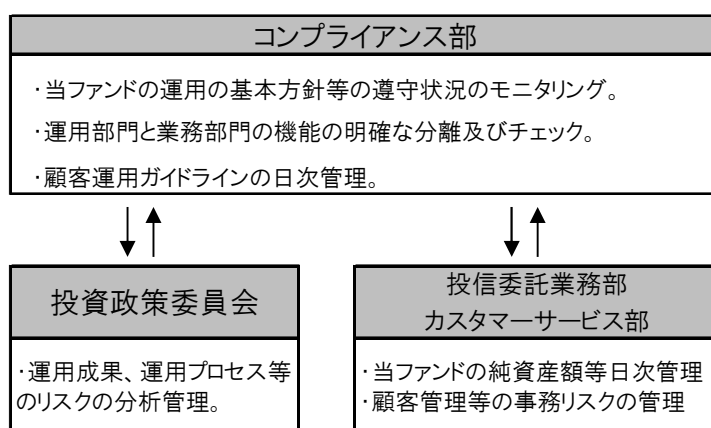 コンプライアンス部
・当ファンドの運用の基本方針等の遵守状況のモニタリング。
・運用部門と業務部門の機能の明確な分離及びチェック。
・顧客運用ガイドラインの日次管理。
投資政策委員会
・運用成果、運用プロセス等
のリスクの分析管理。
投信委託業務部
カスタマーサービス部
・当ファンドの純資産額等日次管理
・顧客管理等の事務リスクの管理